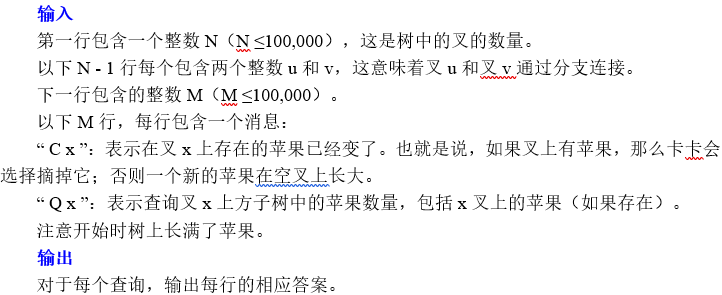 输入
第一行包含一个整数 N（N ≤100,000），这是树中的叉的数量。
以下 N - 1 行每个包含两个整数 u 和 v，这意味着叉 u 和叉 v 通过分支连接。
下一行包含的整数 M（M ≤100,000）。
以下 M 行，每行包含一个消息：
“ C x ”：表示在叉 x 上存在的苹果已经变了。也就是说，如果叉上有苹果，那么卡卡会
选择摘掉它；否则一个新的苹果在空叉上长大。
“ Q x ”：表示查询叉 x 上方子树中的苹果数量，包括 x 叉上的苹果（如果存在）。
注意开始时树上长满了苹果。
输出
对于每个查询，输出每行的相应答案。